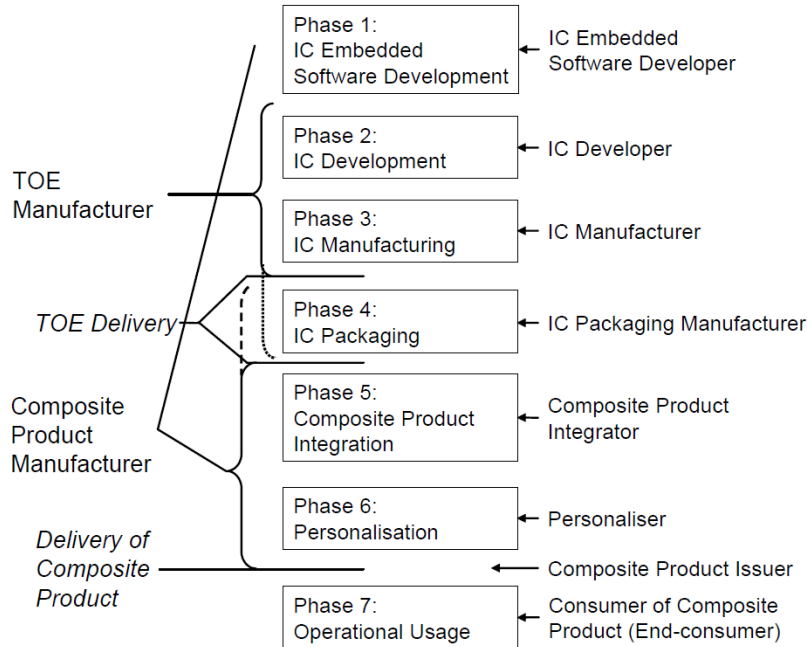 Phase 1:
IC Embedded
Software Development
IC Embedded
Software Developer
Phase 2:
IC Development
IC Developer
TOE
Manufacturer
Phase 3:
IC Manufacturing
IC Manufacturer
TOE Delivery
Phase 4:
IC Packaging
IC Packaging Manufacturer
Composite
Product
Manufacturer
Phase 5:
Composite Product
Integration
Composite Product
Integrator
Phase 6:
Personalisation
Personaliser
Delivery of
Composite
Product
Composite Product Issuer
Phase 7:
Operational Usage
Consumer of Composite
Product (End-consumer)